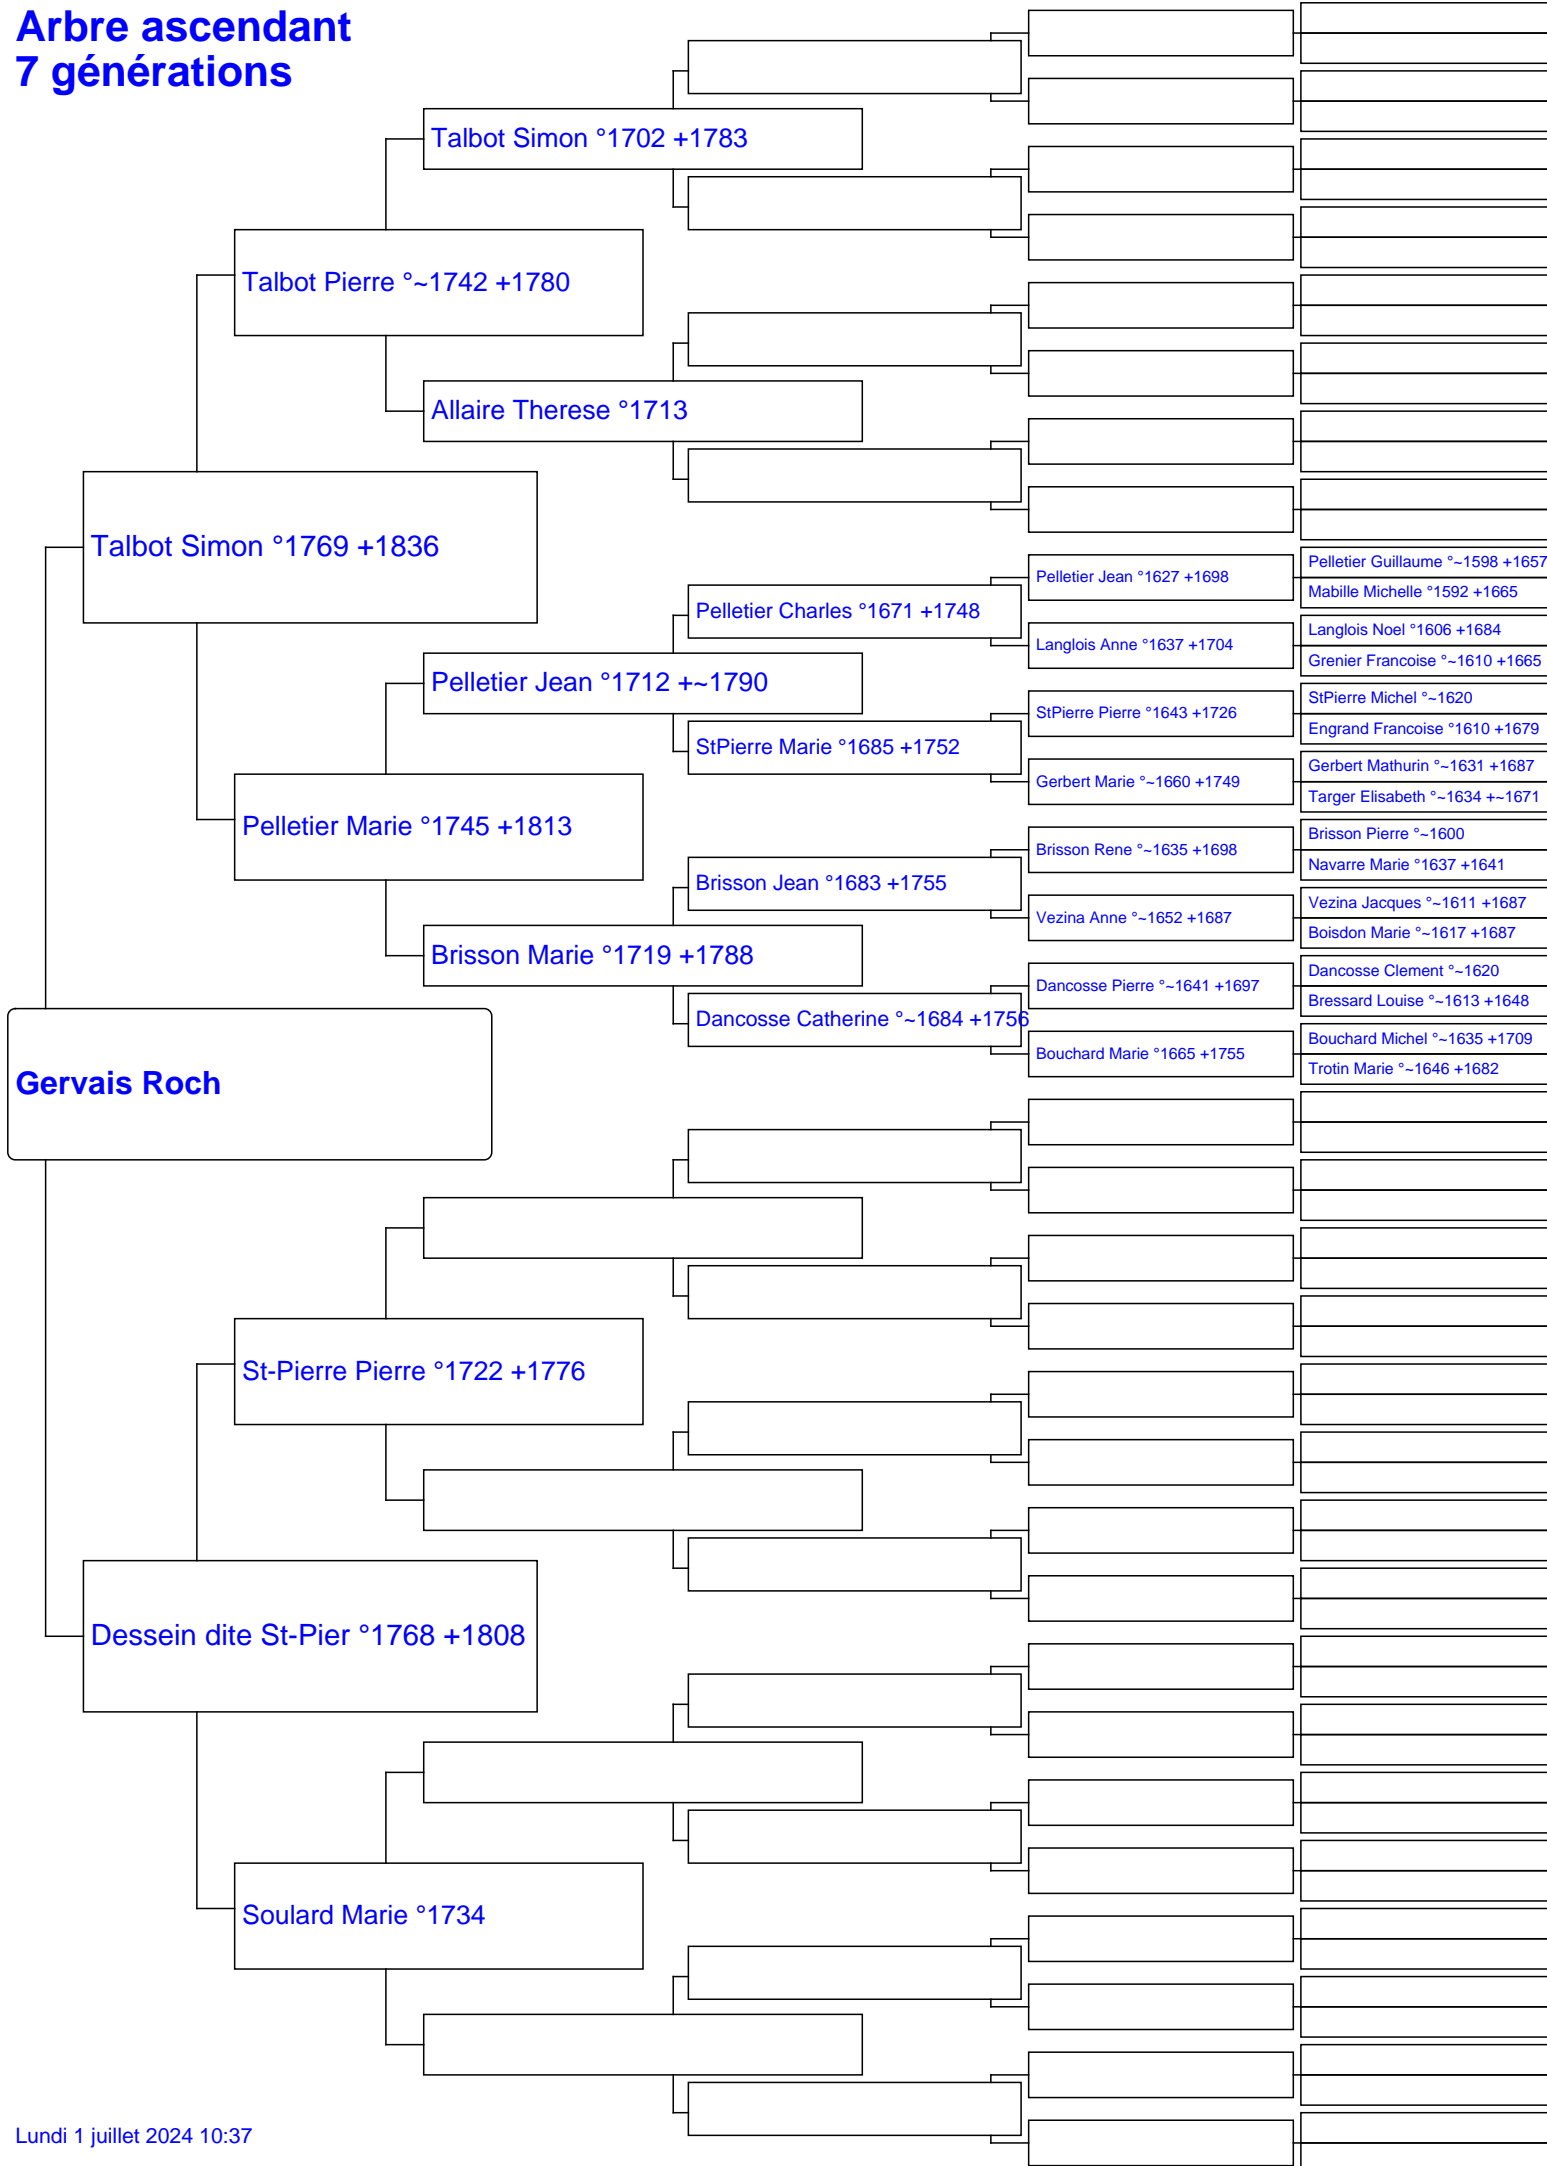 Arbre ascendant
7 générations
Talbot Simon °1702 +1783
Talbot Pierre °~1742 +1780
Allaire Therese °1713
Talbot Simon °1769 +1836
Pelletier Jean °1627 +1698
Pelletier Guillaume °~1598 +1657
Mabille Michelle °1592 +1665
Pelletier Charles °1671 +1748
Langlois Anne °1637 +1704
Langlois Noel °1606 +1684
Grenier Francoise °~1610 +1665
Pelletier Jean °1712 +~1790
StPierre Marie °1685 +1752
StPierre Pierre °1643 +1726
StPierre Michel °~1620
Engrand Francoise °1610 +1679
Gerbert Marie °~1660 +1749
Gerbert Mathurin °~1631 +1687
Targer Elisabeth °~1634 +~1671
Pelletier Marie °1745 +1813
Brisson Jean °1683 +1755
Brisson Rene °~1635 +1698
Brisson Pierre °~1600
Navarre Marie °1637 +1641
Vezina Anne °~1652 +1687
Vezina Jacques °~1611 +1687
Boisdon Marie °~1617 +1687
Brisson Marie °1719 +1788
Dancosse Catherine °~1684 +1756
Dancosse Pierre °~1641 +1697
Dancosse Clement °~1620
Bressard Louise °~1613 +1648
Bouchard Marie °1665 +1755
Bouchard Michel °~1635 +1709
Trotin Marie °~1646 +1682
Gervais Roch
St-Pierre Pierre °1722 +1776
Dessein dite St-Pier °1768 +1808
Soulard Marie °1734
Lundi 1 juillet 2024 10:37